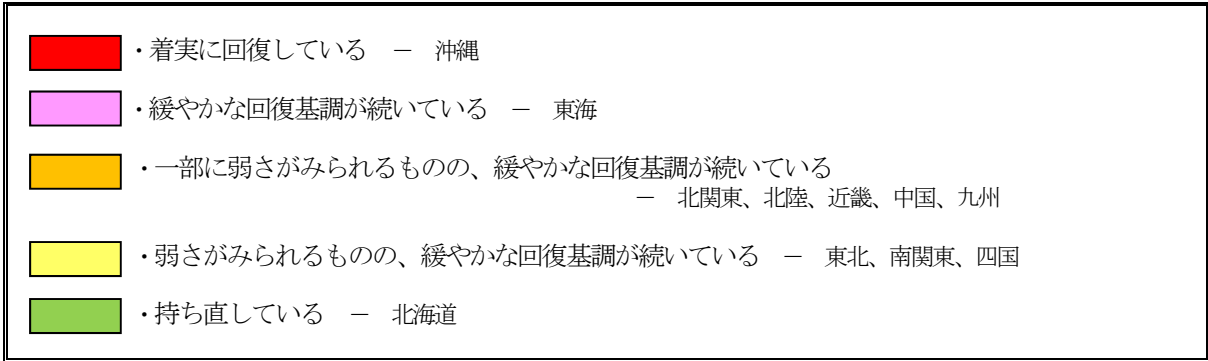 ・着実に回復している － 沖縄
・緩やかな回復基調が続いている － 東海
・一部に弱さがみられるものの、緩やかな回復基調が続いている
－ 北関東、北陸、近畿、中国、九州
・弱さがみられるものの、緩やかな回復基調が続いている － 東北、南関東、四国
・持ち直している － 北海道